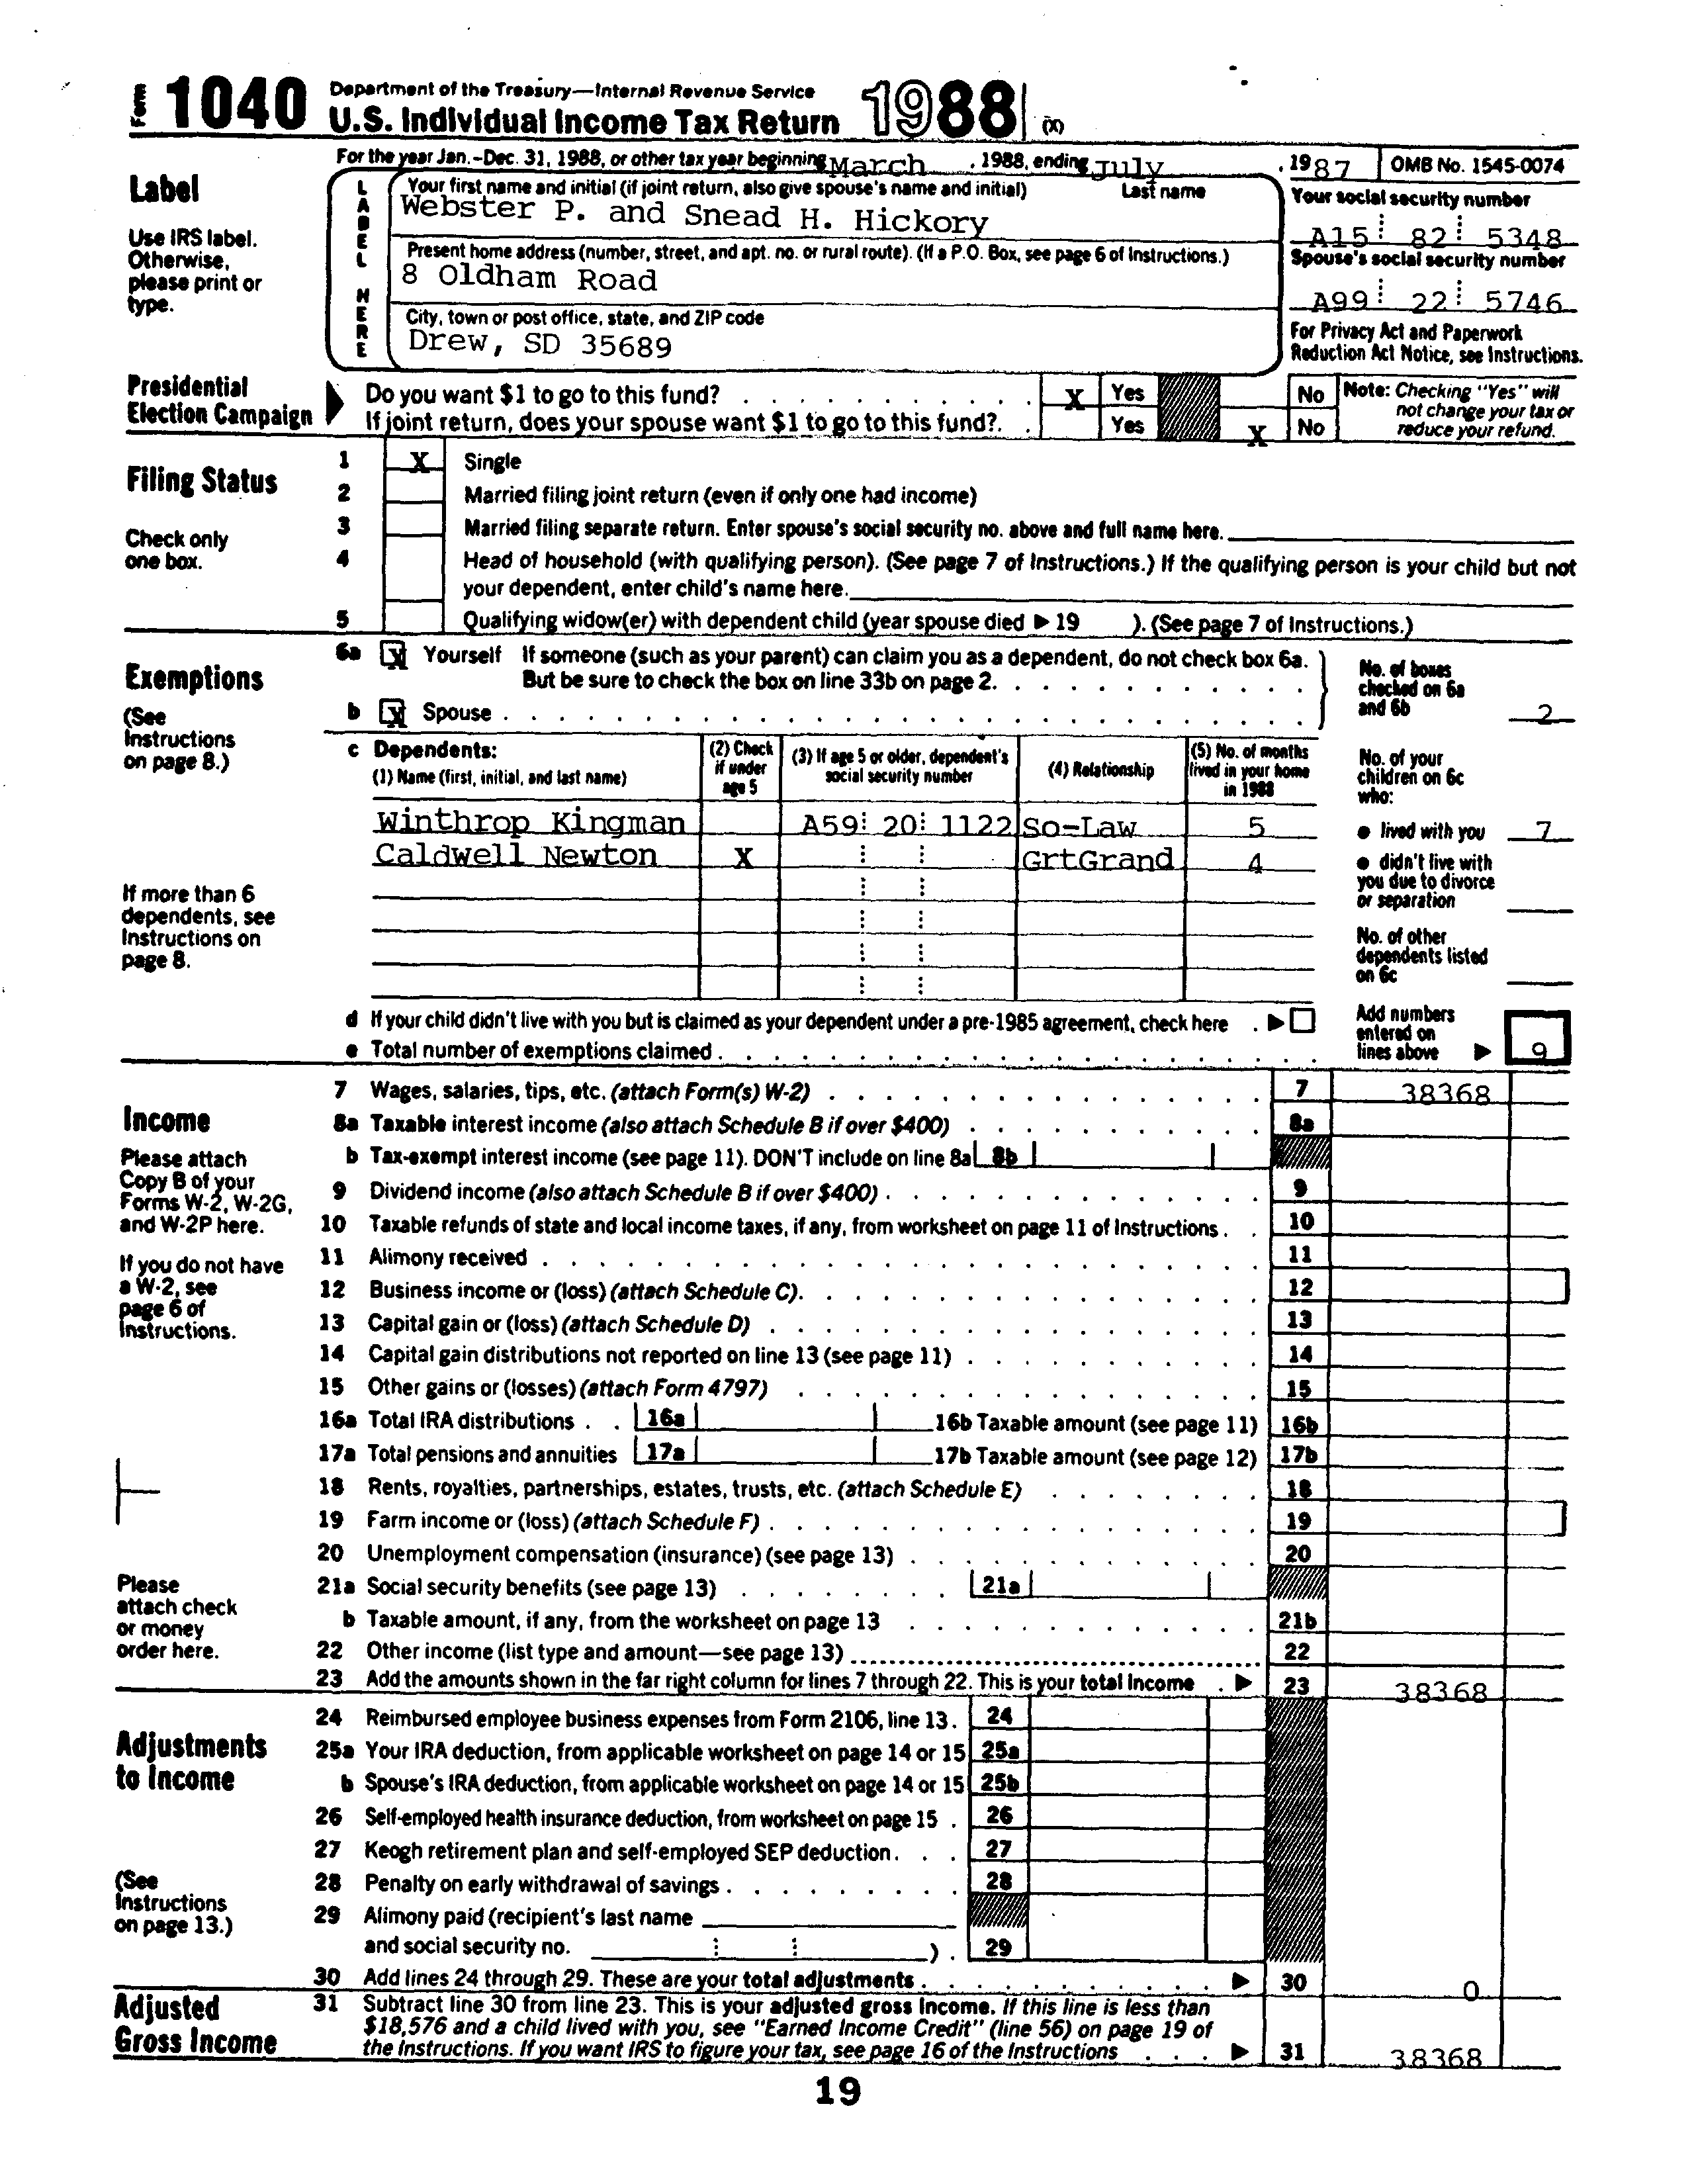 Form 1040 Department of the Treasury—Internal Revenue Service
U.S. Individual Income Tax Return 1988 (X)
For the year Jan.-Dec. 31, 1988, or other tax year beginning March , 1988, ending July , 1987 OMB No. 1545-0074
Label
Use IRS label.
Otherwise,
please print or
type.
LABEL HERE
Your first name and initial (if joint return, also give spouse's name and initial) Last name
Webster P. and Snead H. Hickory
Your social security number
A15 82 5348
Present home address (number, street, and apt. no. or rural route). (If a P.O. Box, see page 6 of Instructions.)
8 Oldham Road
Spouse's social security number
A99 22 5746
City, town or post office, state, and ZIP code
Drew, SD 35689
For Privacy Act and Paperwork
Reduction Act Notice, see Instructions.
Presidential
Election Campaign
Do you want $1 to go to this fund? X Yes No
If joint return, does your spouse want $1 to go to this fund?. Yes X No
Note: Checking "Yes" will
not change your tax or
reduce your refund.
Filing Status
Check only
one box.
1 X Single
2 Married filing joint return (even if only one had income)
3 Married filing separate return. Enter spouse's social security no. above and full name here.
4 Head of household (with qualifying person). (See page 7 of Instructions.) If the qualifying person is your child but not
your dependent, enter child's name here.
5 Qualifying widow(er) with dependent child (year spouse died ▶ 19 ). (See page 7 of Instructions.)
Exemptions
(See
Instructions
on page 8.)
6a X Yourself If someone (such as your parent) can claim you as a dependent, do not check box 6a.
But be sure to check the box on line 33b on page 2.
b X Spouse
No. of boxes
checked on 6a
and 6b 2
c Dependents:
(1) Name (first, initial, and last name)
(2) Check
if under
age 5
(3) If age 5 or older, dependent's
social security number
(4) Relationship
(5) No. of months
lived in your home
in 1988
Winthrop Kingman A59 20 1122 So-Law 5
Caldwell Newton X GrtGrand 4
No. of your
children on 6c
who:
● lived with you 7
● didn't live with
you due to divorce
or separation
No. of other
dependents listed
on 6c
If more than 6
dependents, see
Instructions on
page 8.
d If your child didn't live with you but is claimed as your dependent under a pre-1985 agreement, check here . ▶
e Total number of exemptions claimed
Add numbers
entered on
lines above ▶ 9
Income
Please attach
Copy B of your
Forms W-2, W-2G,
and W-2P here.
If you do not have
a W-2, see
page 6 of
Instructions.
Please
attach check
or money
order here.
7 Wages, salaries, tips, etc. (attach Form(s) W-2) 7 38368
8a Taxable interest income (also attach Schedule B if over $400) 8a
b Tax-exempt interest income (see page 11). DON'T include on line 8a 8b
9 Dividend income (also attach Schedule B if over $400) 9
10 Taxable refunds of state and local income taxes, if any, from worksheet on page 11 of Instructions 10
11 Alimony received 11
12 Business income or (loss) (attach Schedule C) 12
13 Capital gain or (loss) (attach Schedule D) 13
14 Capital gain distributions not reported on line 13 (see page 11) 14
15 Other gains or (losses) (attach Form 4797) 15
16a Total IRA distributions 16a 16b Taxable amount (see page 11) 16b
17a Total pensions and annuities 17a 17b Taxable amount (see page 12) 17b
18 Rents, royalties, partnerships, estates, trusts, etc. (attach Schedule E) 18
19 Farm income or (loss) (attach Schedule F) 19
20 Unemployment compensation (insurance) (see page 13) 20
21a Social security benefits (see page 13) 21a
b Taxable amount, if any, from the worksheet on page 13 21b
22 Other income (list type and amount—see page 13) 22
23 Add the amounts shown in the far right column for lines 7 through 22. This is your total income ▶ 23 38368
Adjustments
to Income
(See
Instructions
on page 13.)
24 Reimbursed employee business expenses from Form 2106, line 13. 24
25a Your IRA deduction, from applicable worksheet on page 14 or 15 25a
b Spouse's IRA deduction, from applicable worksheet on page 14 or 15 25b
26 Self-employed health insurance deduction, from worksheet on page 15 26
27 Keogh retirement plan and self-employed SEP deduction 27
28 Penalty on early withdrawal of savings 28
29 Alimony paid (recipient's last name
and social security no. ) 29
30 Add lines 24 through 29. These are your total adjustments ▶ 30 0
Adjusted
Gross Income
31 Subtract line 30 from line 23. This is your adjusted gross income. If this line is less than
$18,576 and a child lived with you, see "Earned Income Credit" (line 56) on page 19 of
the Instructions. If you want IRS to figure your tax, see page 16 of the Instructions ▶ 31 38368
19